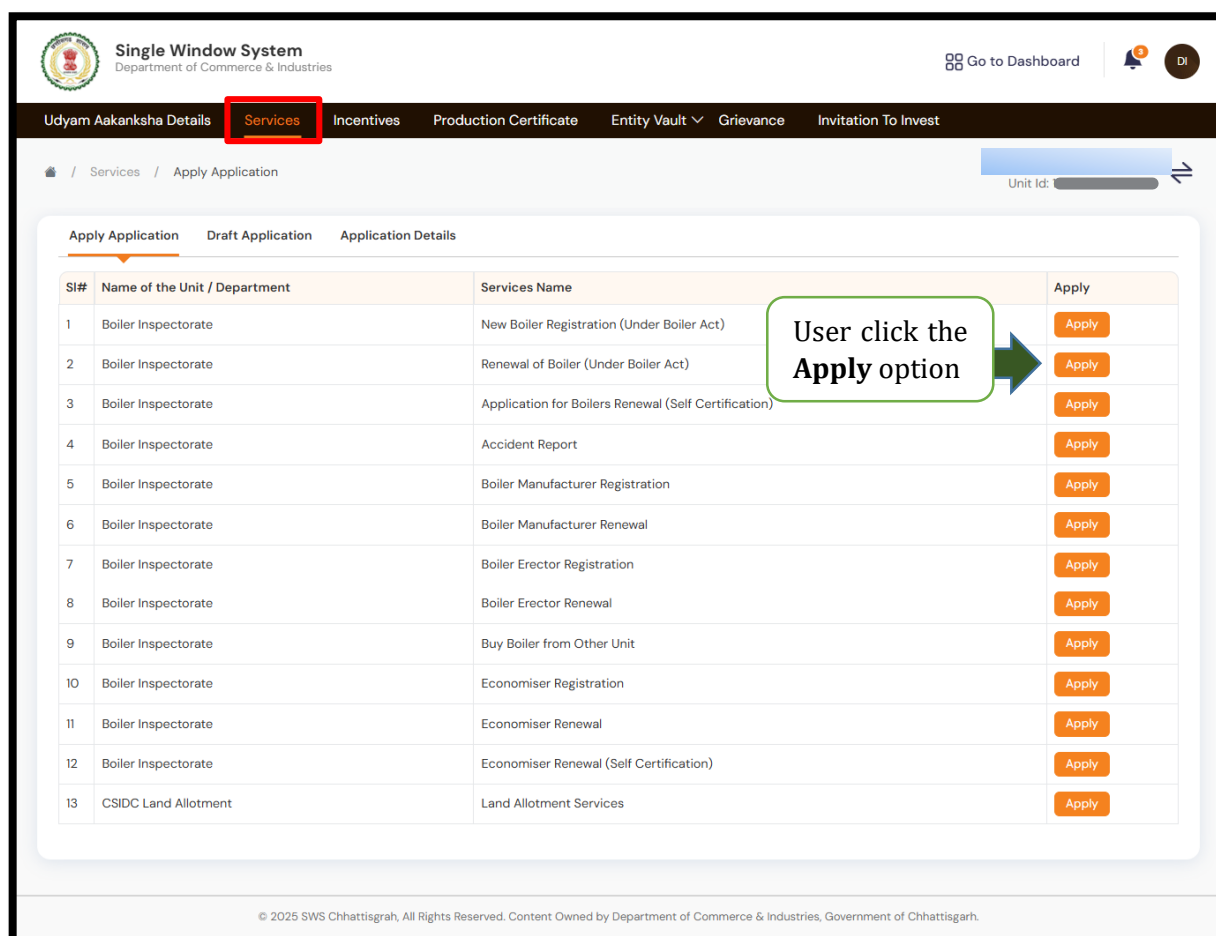 Single Window System
Department of Commerce & Industries
Go to Dashboard
3
DI
Udyam Aakanksha Details Services Incentives Production Certificate Entity Vault Grievance Invitation To Invest
/ Services / Apply Application
Unit Id:
Apply Application Draft Application Application Details
Sl# Name of the Unit / Department Services Name Apply
1 Boiler Inspectorate New Boiler Registration (Under Boiler Act) Apply
2 Boiler Inspectorate Renewal of Boiler (Under Boiler Act) Apply
User click the
Apply option
3 Boiler Inspectorate Application for Boilers Renewal (Self Certification) Apply
4 Boiler Inspectorate Accident Report Apply
5 Boiler Inspectorate Boiler Manufacturer Registration Apply
6 Boiler Inspectorate Boiler Manufacturer Renewal Apply
7 Boiler Inspectorate Boiler Erector Registration Apply
8 Boiler Inspectorate Boiler Erector Renewal Apply
9 Boiler Inspectorate Buy Boiler from Other Unit Apply
10 Boiler Inspectorate Economiser Registration Apply
11 Boiler Inspectorate Economiser Renewal Apply
12 Boiler Inspectorate Economiser Renewal (Self Certification) Apply
13 CSIDC Land Allotment Land Allotment Services Apply
© 2025 SWS Chhattisgrah, All Rights Reserved. Content Owned by Department of Commerce & Industries, Government of Chhattisgarh.